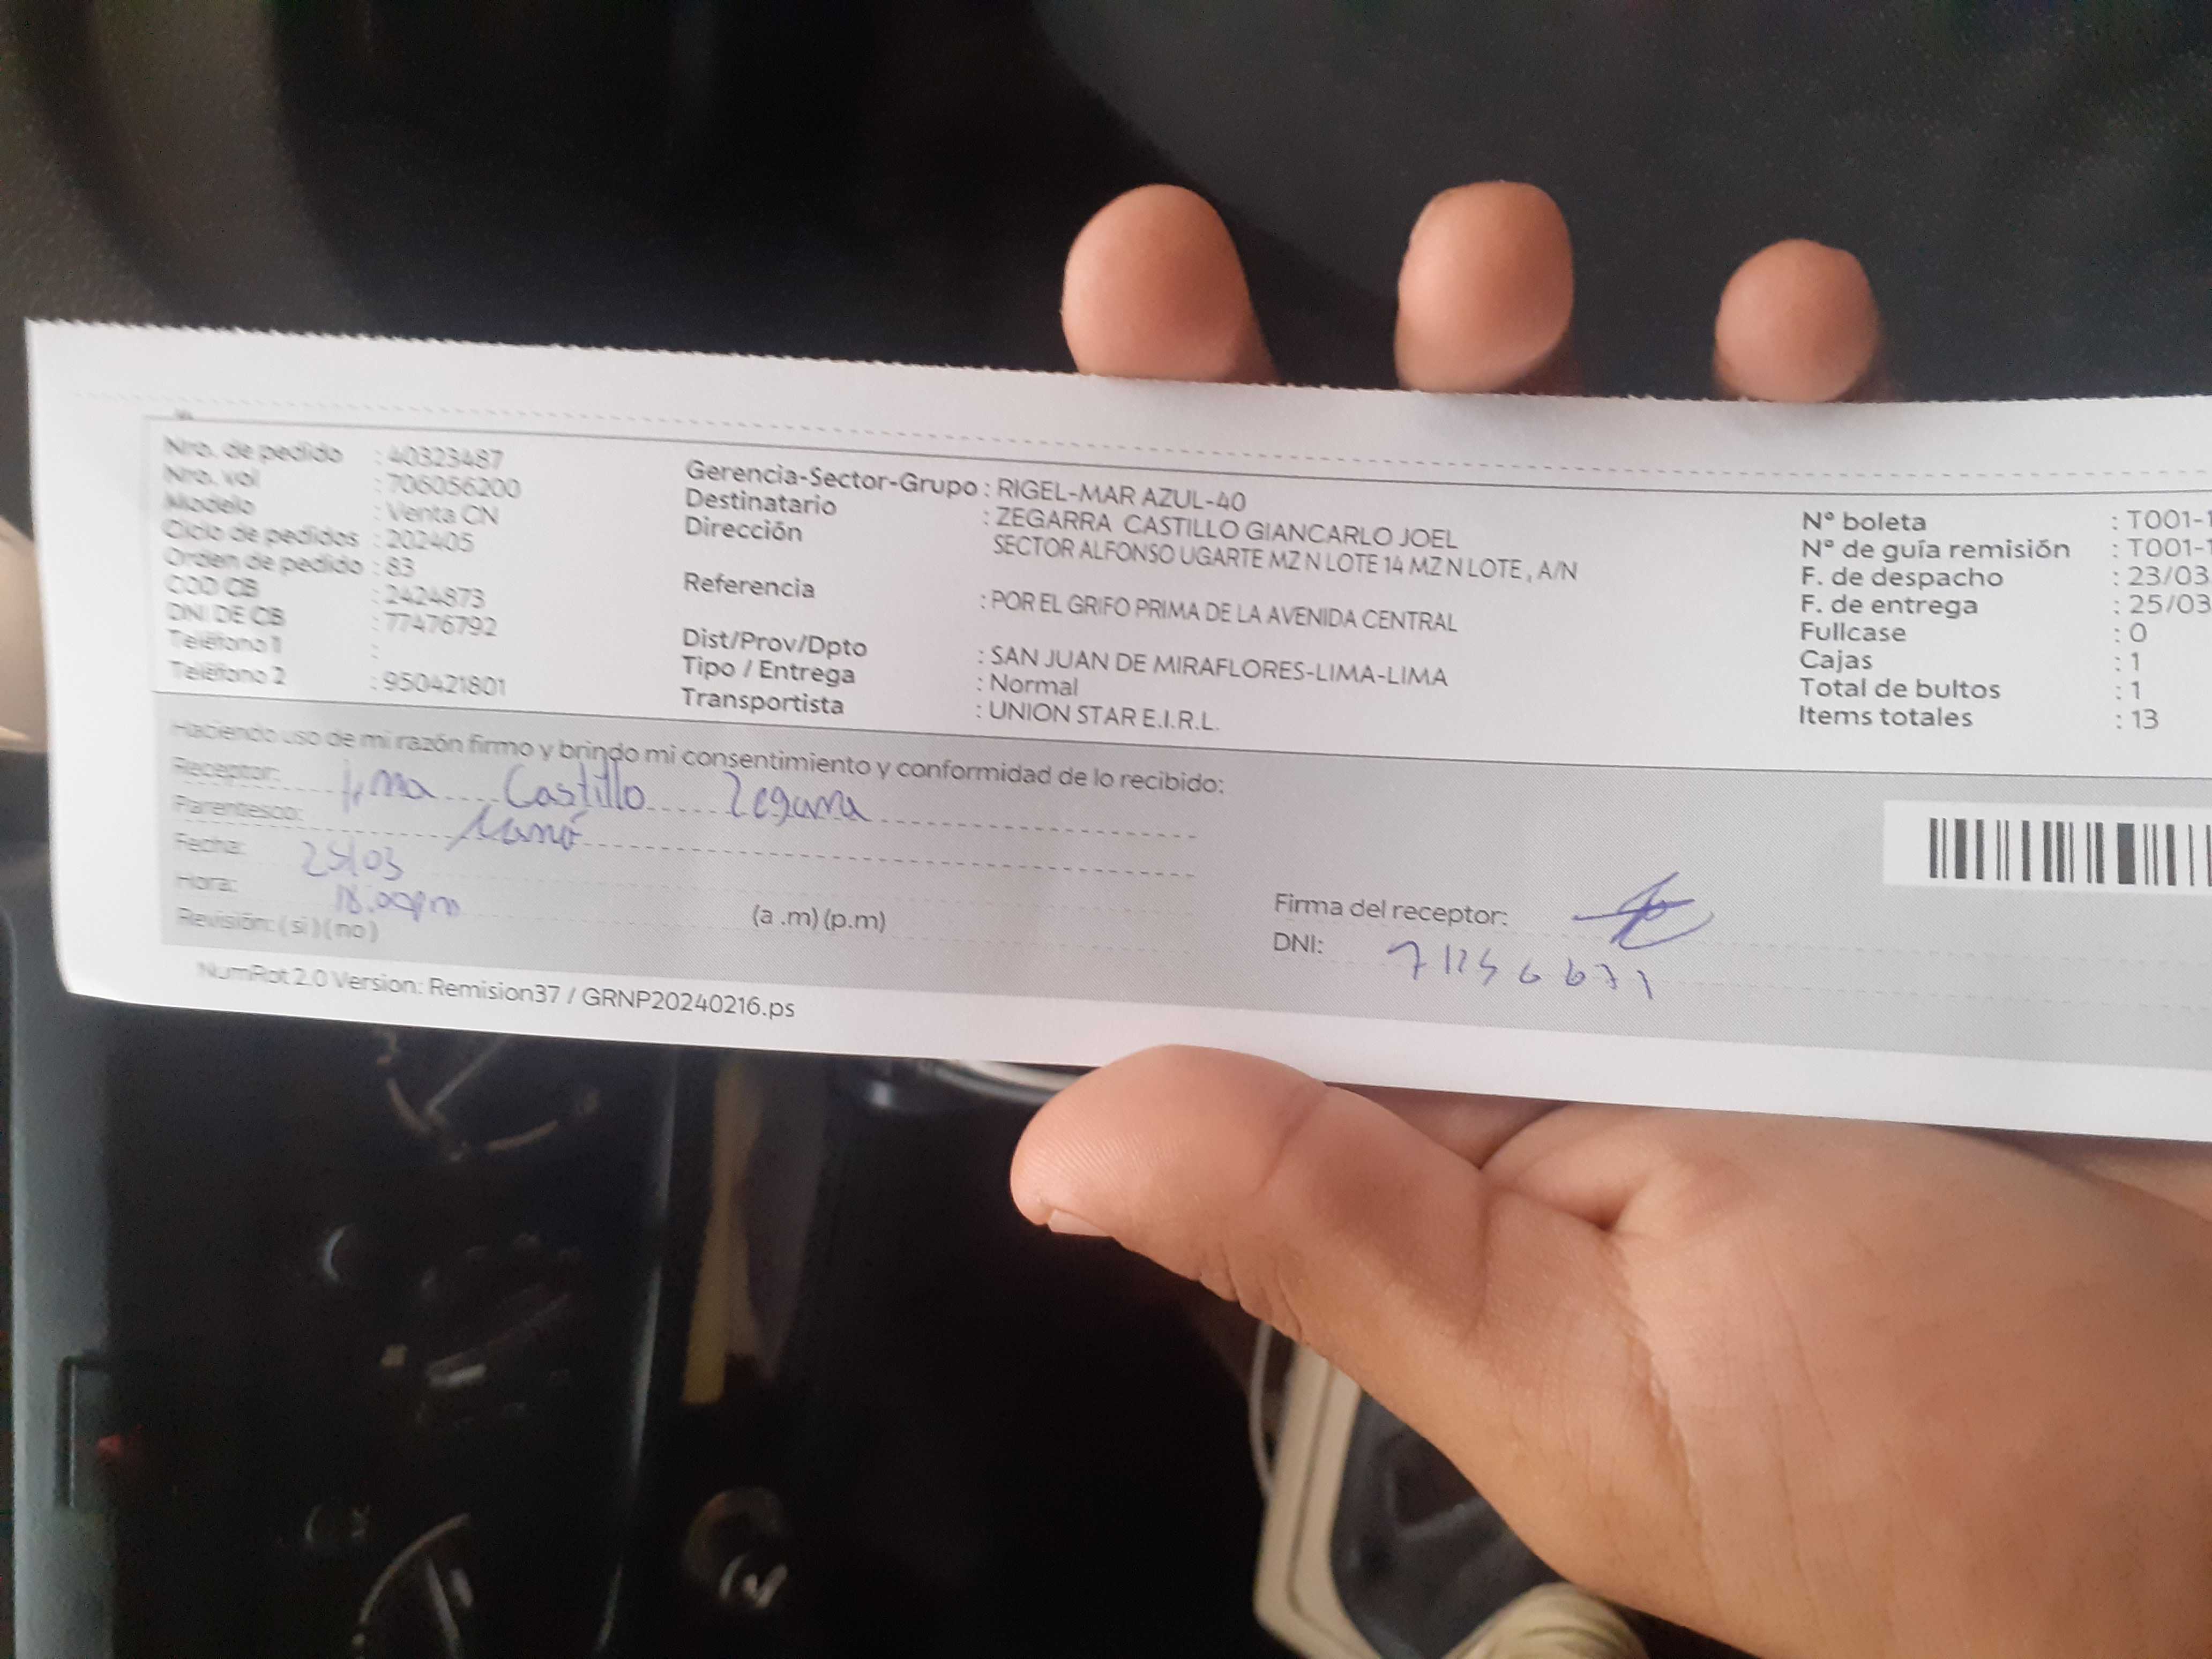 Nro. de pedido : 40323487
Nro. vol : 706056200
Modelo : Venta CN
Ciclo de pedidos : 202405
Orden de pedido : 83
COD CB : 2424873
DNI DE CB : 77476792
Teléfono 1 :
Teléfono 2 : 950421801
Gerencia-Sector-Grupo : RIGEL-MAR AZUL-40
Destinatario : ZEGARRA CASTILLO GIANCARLO JOEL
Dirección SECTOR ALFONSO UGARTE MZ N LOTE 14 MZ N LOTE , A/N
Referencia : POR EL GRIFO PRIMA DE LA AVENIDA CENTRAL
Dist/Prov/Dpto : SAN JUAN DE MIRAFLORES-LIMA-LIMA
Tipo / Entrega : Normal
Transportista : UNION STAR E.I.R.L.
N° boleta : T001-1
N° de guía remisión : T001-1
F. de despacho : 23/03
F. de entrega : 25/03
Fullcase : 0
Cajas : 1
Total de bultos : 1
Items totales : 13
Haciendo uso de mi razón firmo y brindo mi consentimiento y conformidad de lo recibido:
Receptor: Irma Castillo Zegarra
Parentesco: Mamá
Fecha: 25/03
Hora: 18:00pm (a .m) (p.m)
Revisión: ( si ) ( no )
Firma del receptor:
DNI:
NumRot 2.0 Version: Remision37 / GRNP20240216.ps